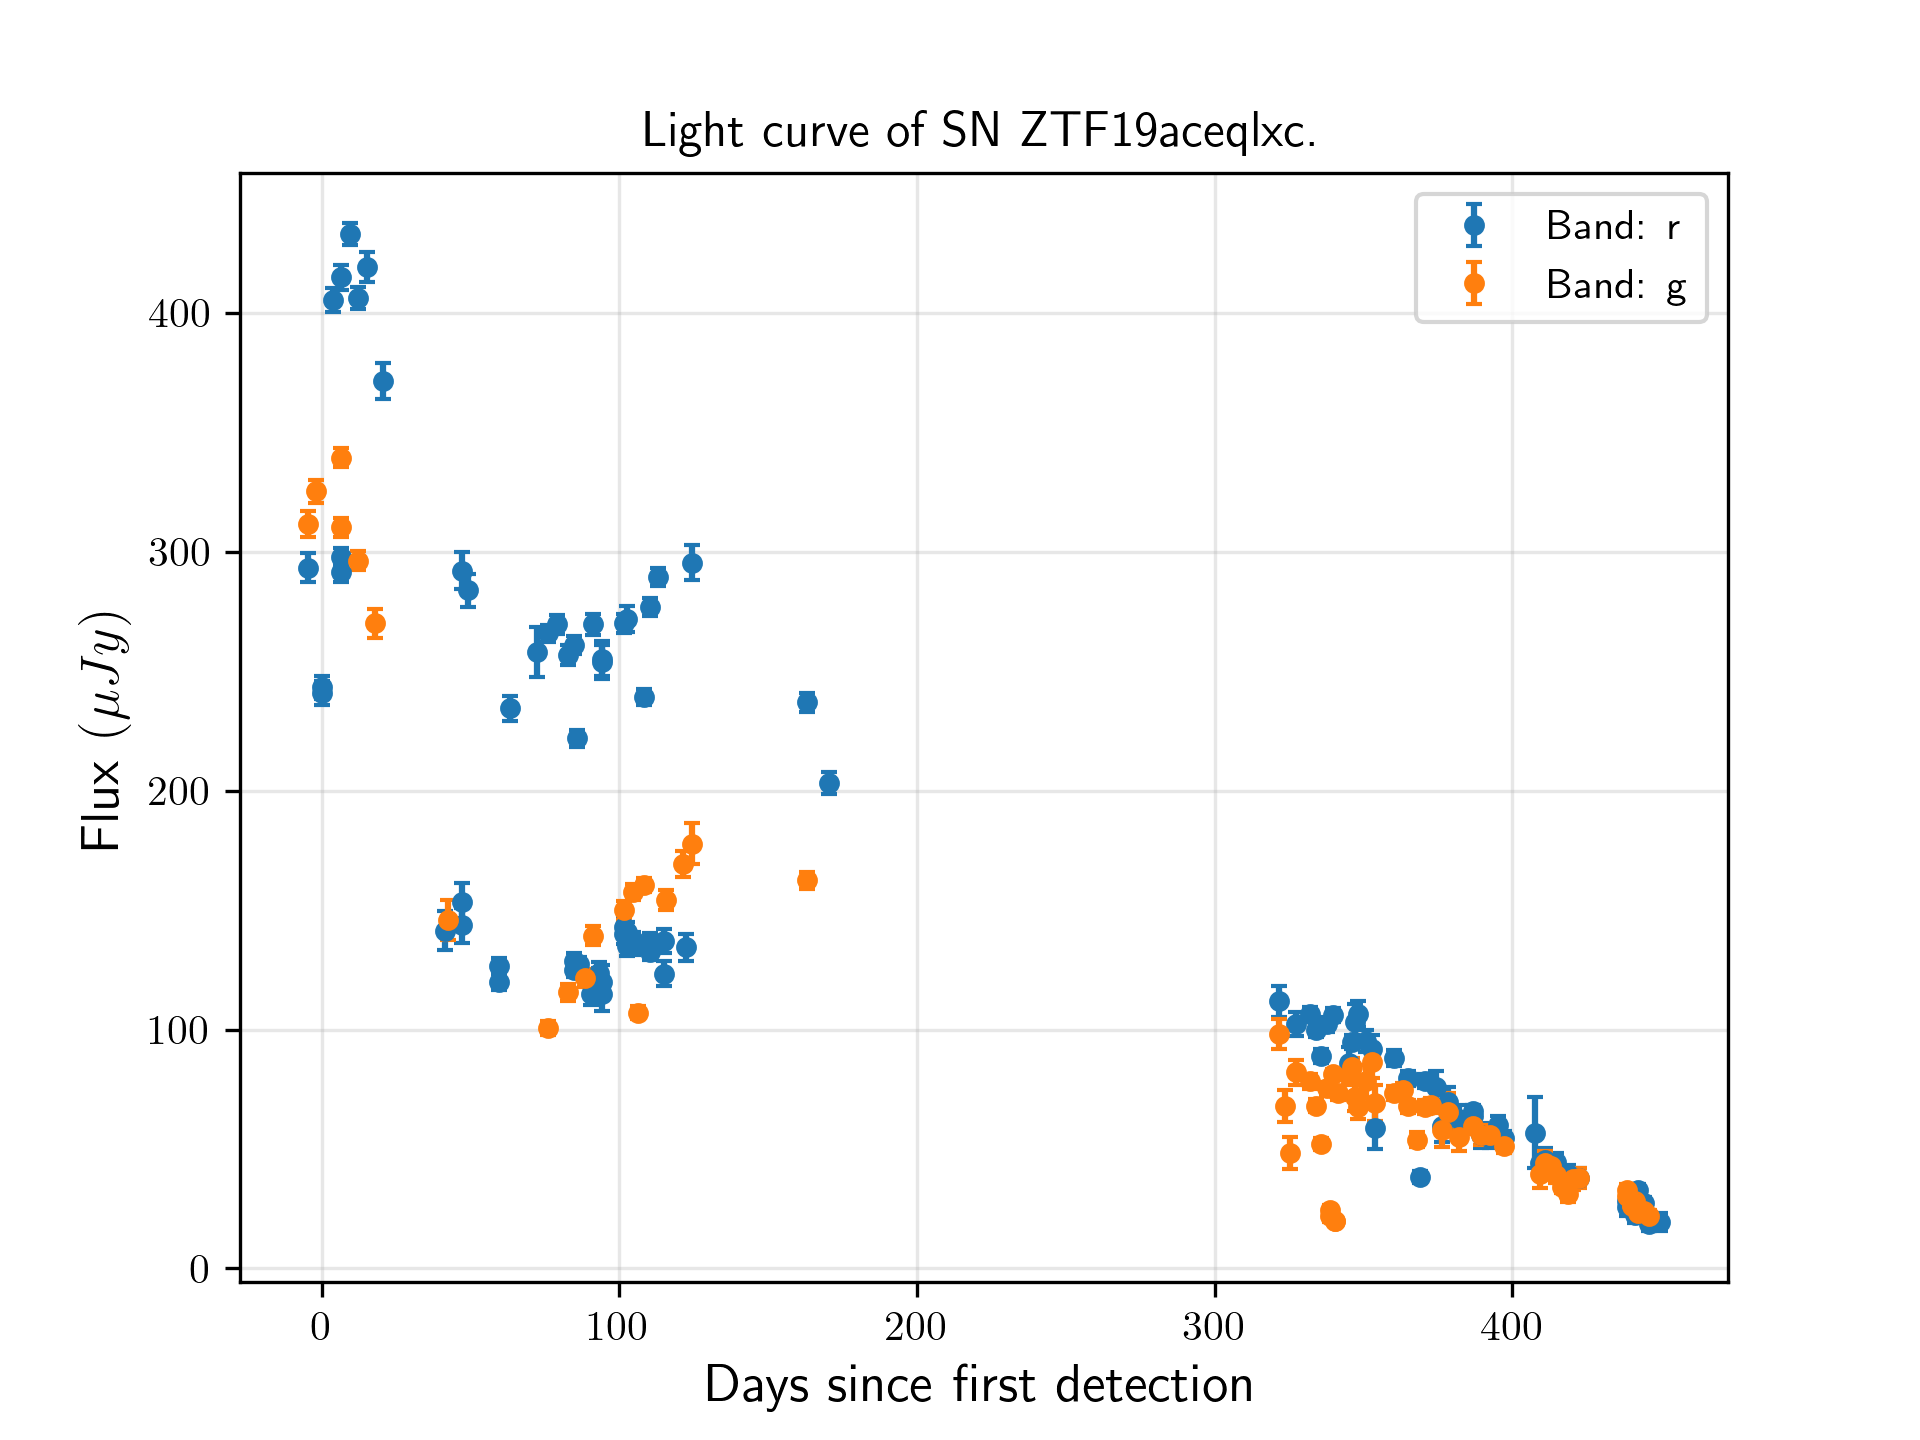 Light curve of SN ZTF19aceqlxc.
Band: r
Band: g
Flux (μJy)
400
300
200
100
0
0 100 200 300 400
Days since first detection